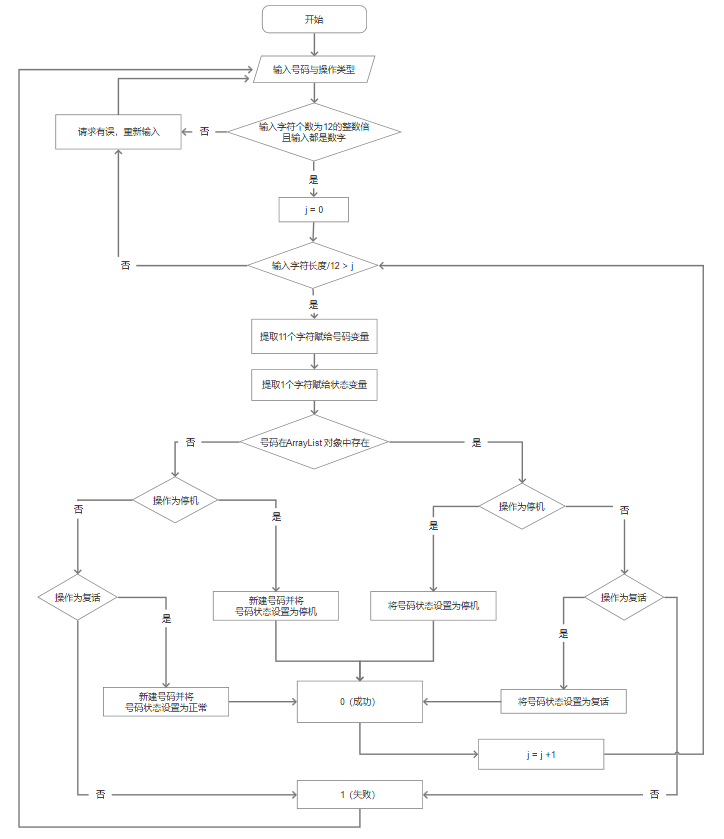 开始
输入号码与操作类型
输入字符个数为12的整数倍
且输入都是数字
否
请求有误，重新输入
是
j = 0
输入字符长度/12 > j
否
是
提取11个字符赋给号码变量
提取1个字符赋给状态变量
号码在ArrayList 对象中存在
否
是
操作为停机
操作为停机
否
是
是
否
操作为复话
新建号码并将
号码状态设置为停机
将号码状态设置为停机
操作为复话
是
是
新建号码并将
号码状态设置为正常
0（成功）
将号码状态设置为复话
j = j +1
否
1（失败）
否